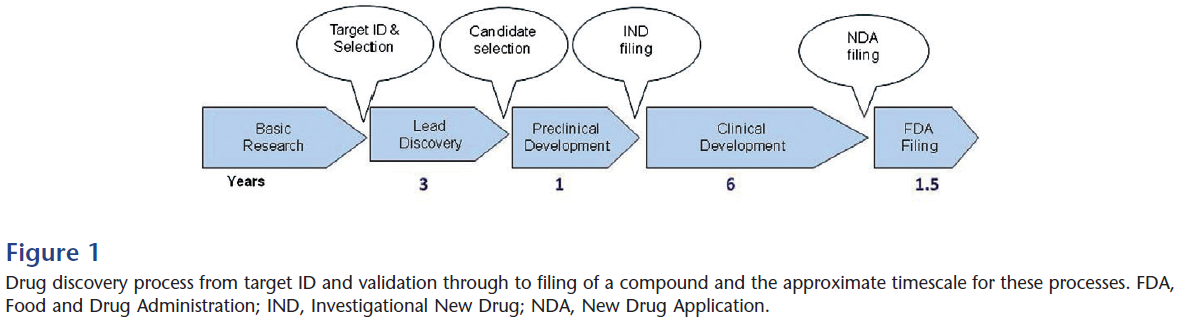 Target ID &
Selection
Candidate
selection
IND
filing
NDA
filing
Basic
Research
Lead
Discovery
Preclinical
Development
Clinical
Development
FDA
Filing
Years
3
1
6
1.5
Figure 1
Drug discovery process from target ID and validation through to filing of a compound and the approximate timescale for these processes. FDA,
Food and Drug Administration; IND, Investigational New Drug; NDA, New Drug Application.